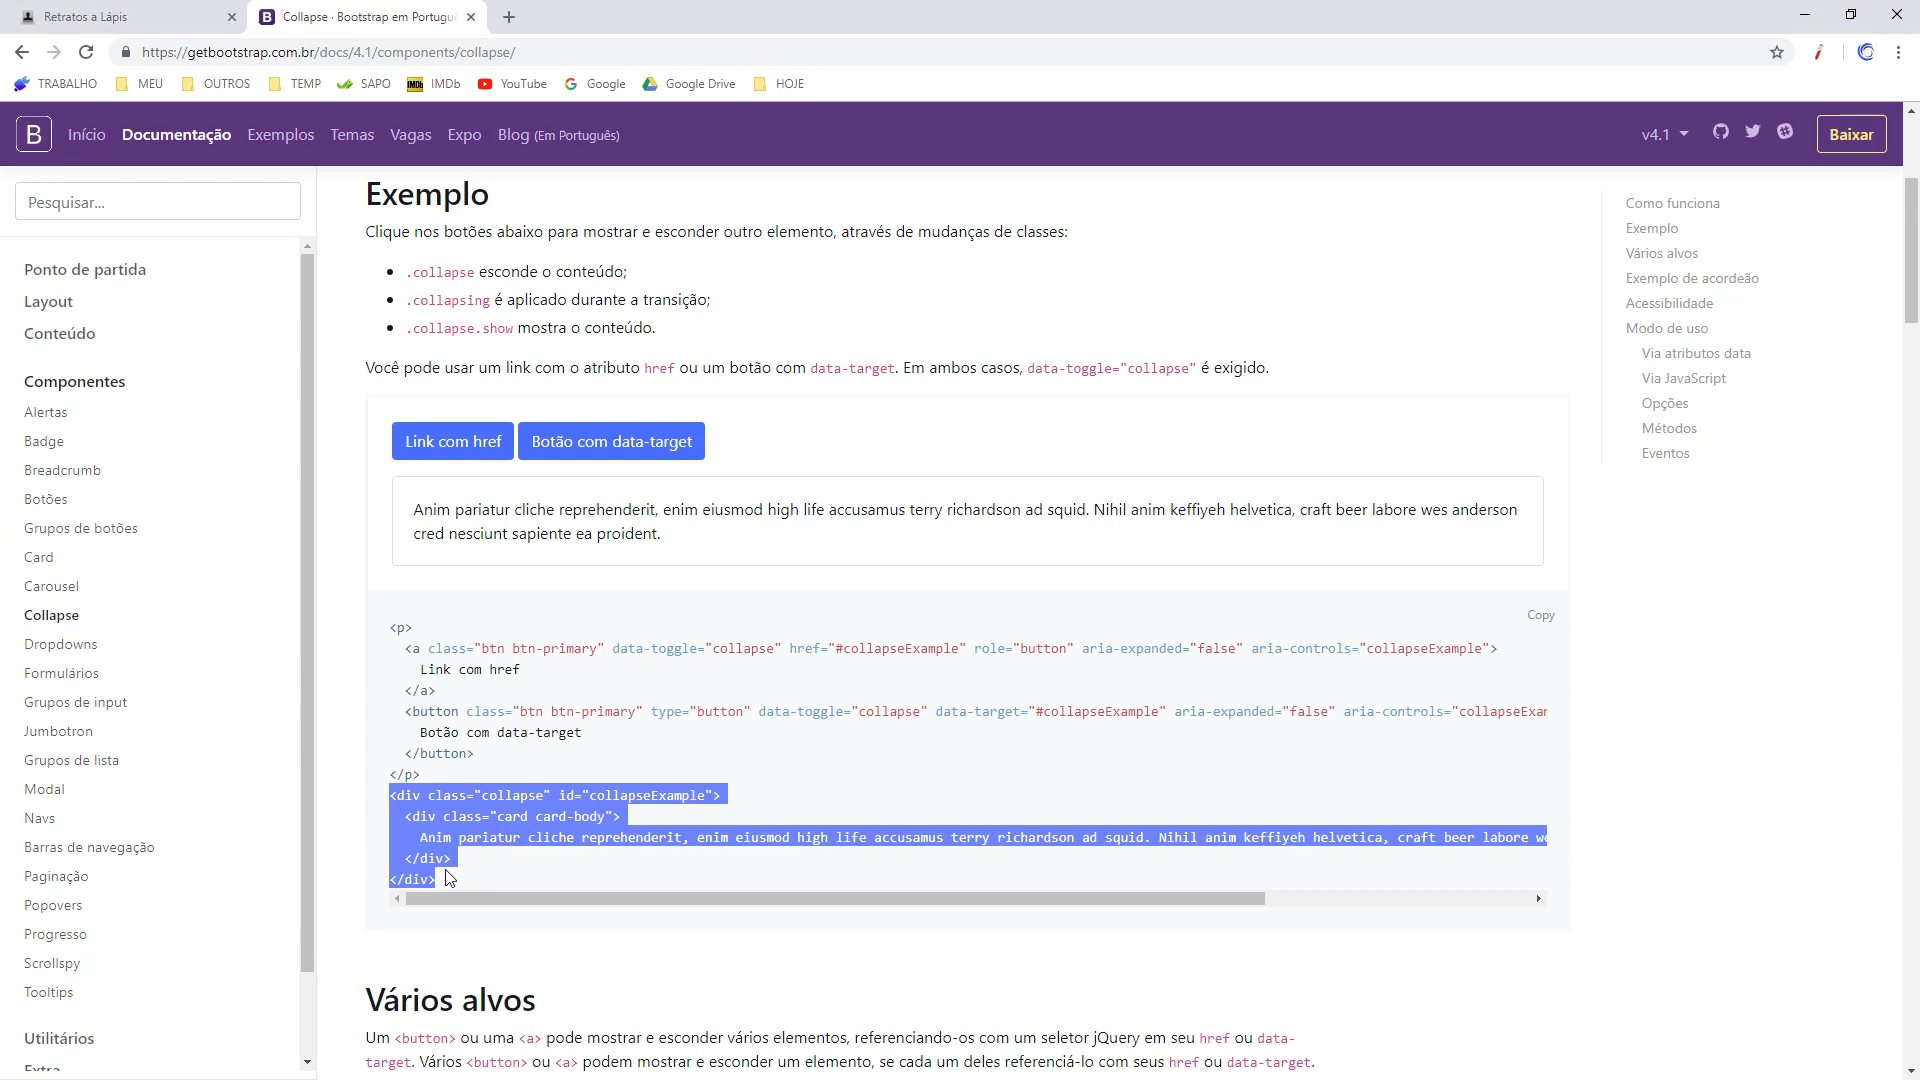 Retratos a Lápis
Collapse · Bootstrap em Portugu
https://getbootstrap.com.br/docs/4.1/components/collapse/
TRABALHO MEU OUTROS TEMP SAPO IMDb YouTube Google Google Drive HOJE
B Início Documentação Exemplos Temas Vagas Expo Blog (Em Português) v4.1 Baixar
Pesquisar...
Ponto de partida
Layout
Conteúdo
Componentes
Alertas
Badge
Breadcrumb
Botões
Grupos de botões
Card
Carousel
Collapse
Dropdowns
Formulários
Grupos de input
Jumbotron
Grupos de lista
Modal
Navs
Barras de navegação
Paginação
Popovers
Progresso
Scrollspy
Tooltips
Utilitários
Extra
Exemplo
Clique nos botões abaixo para mostrar e esconder outro elemento, através de mudanças de classes:
• .collapse esconde o conteúdo;
• .collapsing é aplicado durante a transição;
• .collapse.show mostra o conteúdo.
Você pode usar um link com o atributo href ou um botão com data-target. Em ambos casos, data-toggle="collapse" é exigido.
Link com href Botão com data-target
Anim pariatur cliche reprehenderit, enim eiusmod high life accusamus terry richardson ad squid. Nihil anim keffiyeh helvetica, craft beer labore wes anderson
cred nesciunt sapiente ea proident.
Copy
<p>
<a class="btn btn-primary" data-toggle="collapse" href="#collapseExample" role="button" aria-expanded="false" aria-controls="collapseExample">
Link com href
</a>
<button class="btn btn-primary" type="button" data-toggle="collapse" data-target="#collapseExample" aria-expanded="false" aria-controls="collapseExam
Botão com data-target
</button>
</p>
<div class="collapse" id="collapseExample">
<div class="card card-body">
Anim pariatur cliche reprehenderit, enim eiusmod high life accusamus terry richardson ad squid. Nihil anim keffiyeh helvetica, craft beer labore we
</div>
</div>
Vários alvos
Um <button> ou uma <a> pode mostrar e esconder vários elementos, referenciando-os com um seletor jQuery em seu href ou data-
target. Vários <button> ou <a> podem mostrar e esconder um elemento, se cada um deles referenciá-lo com seus href ou data-target.
Como funciona
Exemplo
Vários alvos
Exemplo de acordeão
Acessibilidade
Modo de uso
Via atributos data
Via JavaScript
Opções
Métodos
Eventos